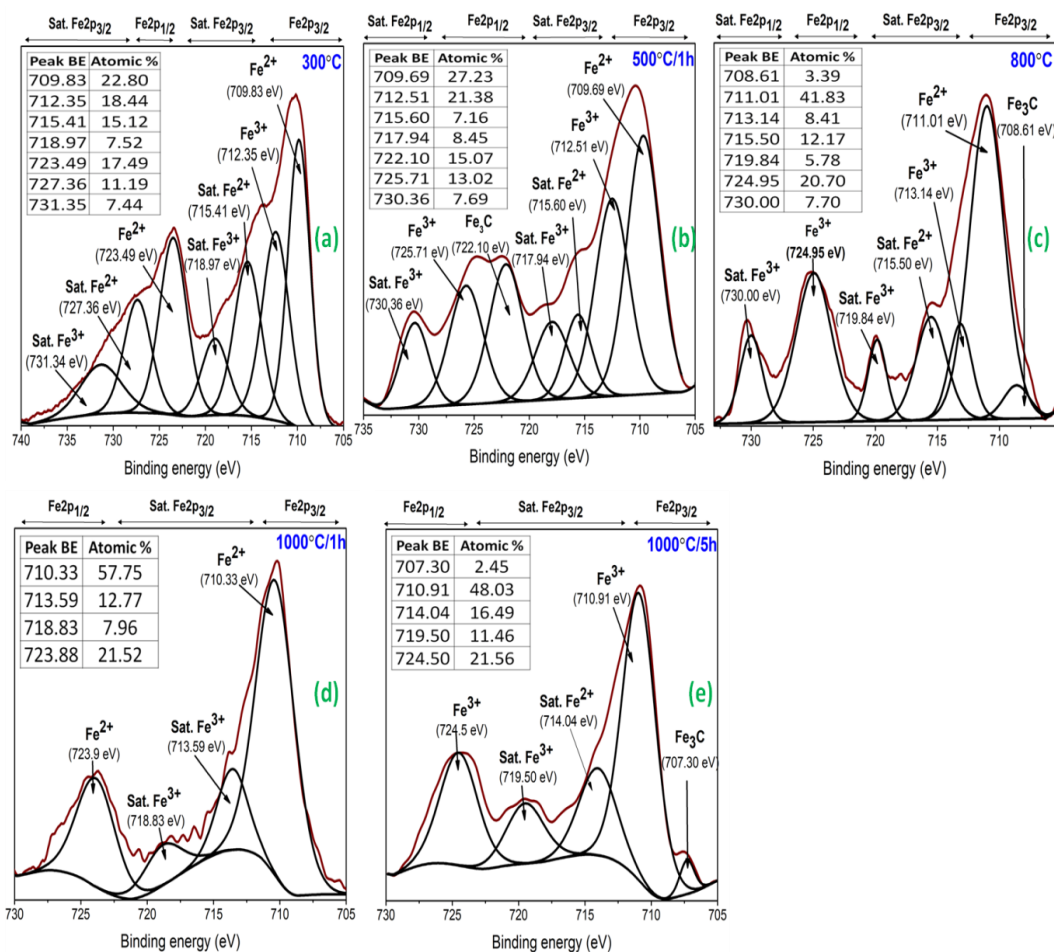 Sat. Fe2p3/2 Fe2p1/2 Sat. Fe2p3/2 Fe2p3/2
300°C
Peak BE Atomic %
709.83 22.80
712.35 18.44
715.41 15.12
718.97 7.52
723.49 17.49
727.36 11.19
731.35 7.44
Fe2+
(709.83 eV)
Fe3+
(712.35 eV)
Sat. Fe2+
(715.41 eV)
Sat. Fe3+
(718.97 eV)
Fe2+
(723.49 eV)
Sat. Fe2+
(727.36 eV)
Sat. Fe3+
(731.34 eV)
(a)
740 735 730 725 720 715 710 705
Binding energy (eV)
Sat. Fe2p1/2 Fe2p1/2 Sat. Fe2p3/2 Fe2p3/2
500°C/1h
Peak BE Atomic %
709.69 27.23
712.51 21.38
715.60 7.16
717.94 8.45
722.10 15.07
725.71 13.02
730.36 7.69
Fe2+
(709.69 eV)
Fe3+
(712.51 eV)
Sat. Fe2+
(715.60 eV)
Sat. Fe3+
(717.94 eV)
Fe3C
(722.10 eV)
Fe3+
(725.71 eV)
Sat. Fe3+
(730.36 eV)
(b)
735 730 725 720 715 710 705
Binding energy (eV)
Sat. Fe2p1/2 Fe2p1/2 Sat. Fe2p3/2 Fe2p3/2
800°C
Peak BE Atomic %
708.61 3.39
711.01 41.83
713.14 8.41
715.50 12.17
719.84 5.78
724.95 20.70
730.00 7.70
Fe2+
(711.01 eV)
Fe3C
(708.61 eV)
Fe3+
(713.14 eV)
Sat. Fe2+
(715.50 eV)
Sat. Fe3+
(719.84 eV)
Fe3+
(724.95 eV)
Sat. Fe3+
(730.00 eV)
(c)
730 725 720 715 710
Binding energy (eV)
Fe2p1/2 Sat. Fe2p3/2 Fe2p3/2
1000°C/1h
Peak BE Atomic %
710.33 57.75
713.59 12.77
718.83 7.96
723.88 21.52
Fe2+
(710.33 eV)
Sat. Fe3+
(713.59 eV)
Sat. Fe3+
(718.83 eV)
Fe2+
(723.9 eV)
(d)
730 725 720 715 710 705
Binding energy (eV)
Fe2p1/2 Sat. Fe2p3/2 Fe2p3/2
1000°C/5h
Peak BE Atomic %
707.30 2.45
710.91 48.03
714.04 16.49
719.50 11.46
724.50 21.56
Fe3+
(710.91 eV)
Sat. Fe2+
(714.04 eV)
Sat. Fe3+
(719.50 eV)
Fe3+
(724.5 eV)
Fe3C
(707.30 eV)
(e)
730 725 720 715 710 705
Binding energy (eV)